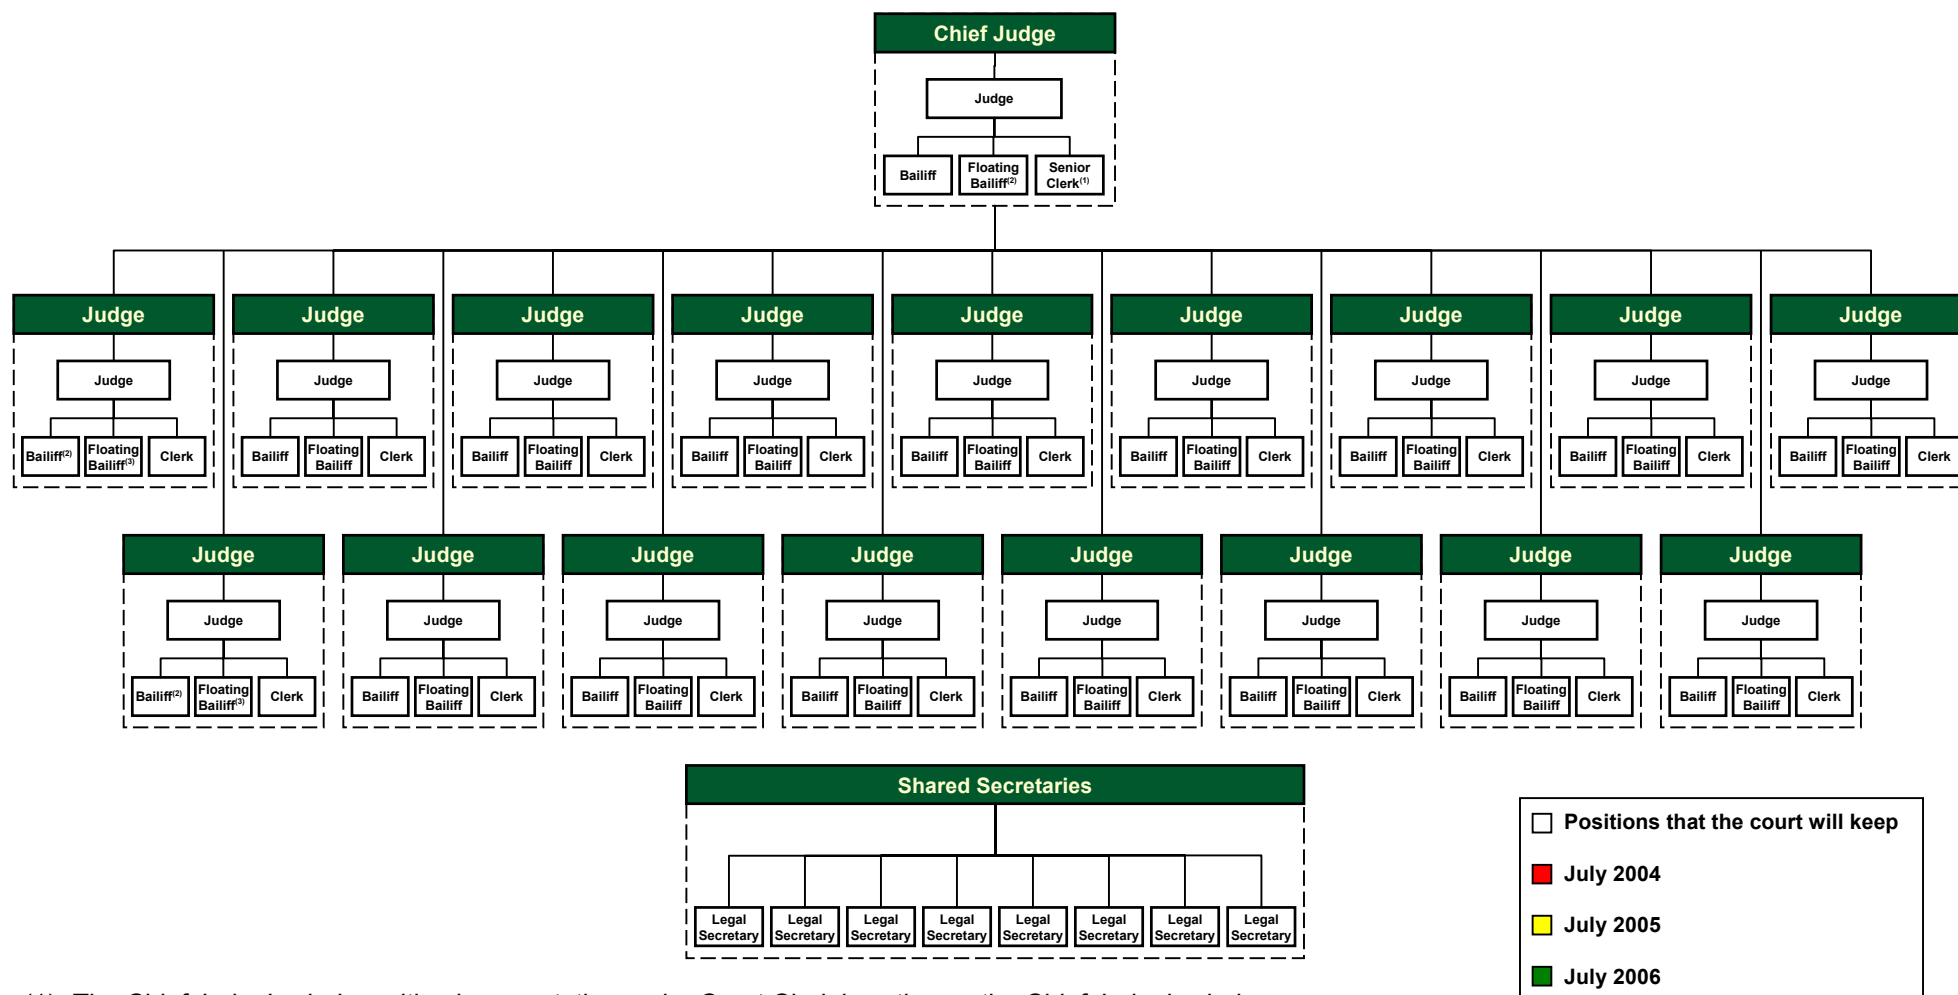 Chief Judge
Judge
Bailiff
Floating
Bailiff(2)
Senior
Clerk(1)
Judge Judge Judge Judge Judge Judge Judge Judge Judge
Judge Judge Judge Judge Judge Judge Judge Judge Judge
Bailiff(2)
Floating
Bailiff(3)
Clerk
Bailiff
Floating
Bailiff
Clerk
Bailiff
Floating
Bailiff
Clerk
Bailiff
Floating
Bailiff
Clerk
Bailiff
Floating
Bailiff
Clerk
Bailiff
Floating
Bailiff
Clerk
Bailiff
Floating
Bailiff
Clerk
Bailiff
Floating
Bailiff
Clerk
Bailiff
Floating
Bailiff
Clerk
Judge Judge Judge Judge Judge Judge Judge Judge
Judge Judge Judge Judge Judge Judge Judge Judge
Bailiff(2)
Floating
Bailiff(3)
Clerk
Bailiff
Floating
Bailiff
Clerk
Bailiff
Floating
Bailiff
Clerk
Bailiff
Floating
Bailiff
Clerk
Bailiff
Floating
Bailiff
Clerk
Bailiff
Floating
Bailiff
Clerk
Bailiff
Floating
Bailiff
Clerk
Bailiff
Floating
Bailiff
Clerk
Shared Secretaries
Legal
Secretary
Legal
Secretary
Legal
Secretary
Legal
Secretary
Legal
Secretary
Legal
Secretary
Legal
Secretary
Legal
Secretary
Positions that the court will keep
July 2004
July 2005
July 2006